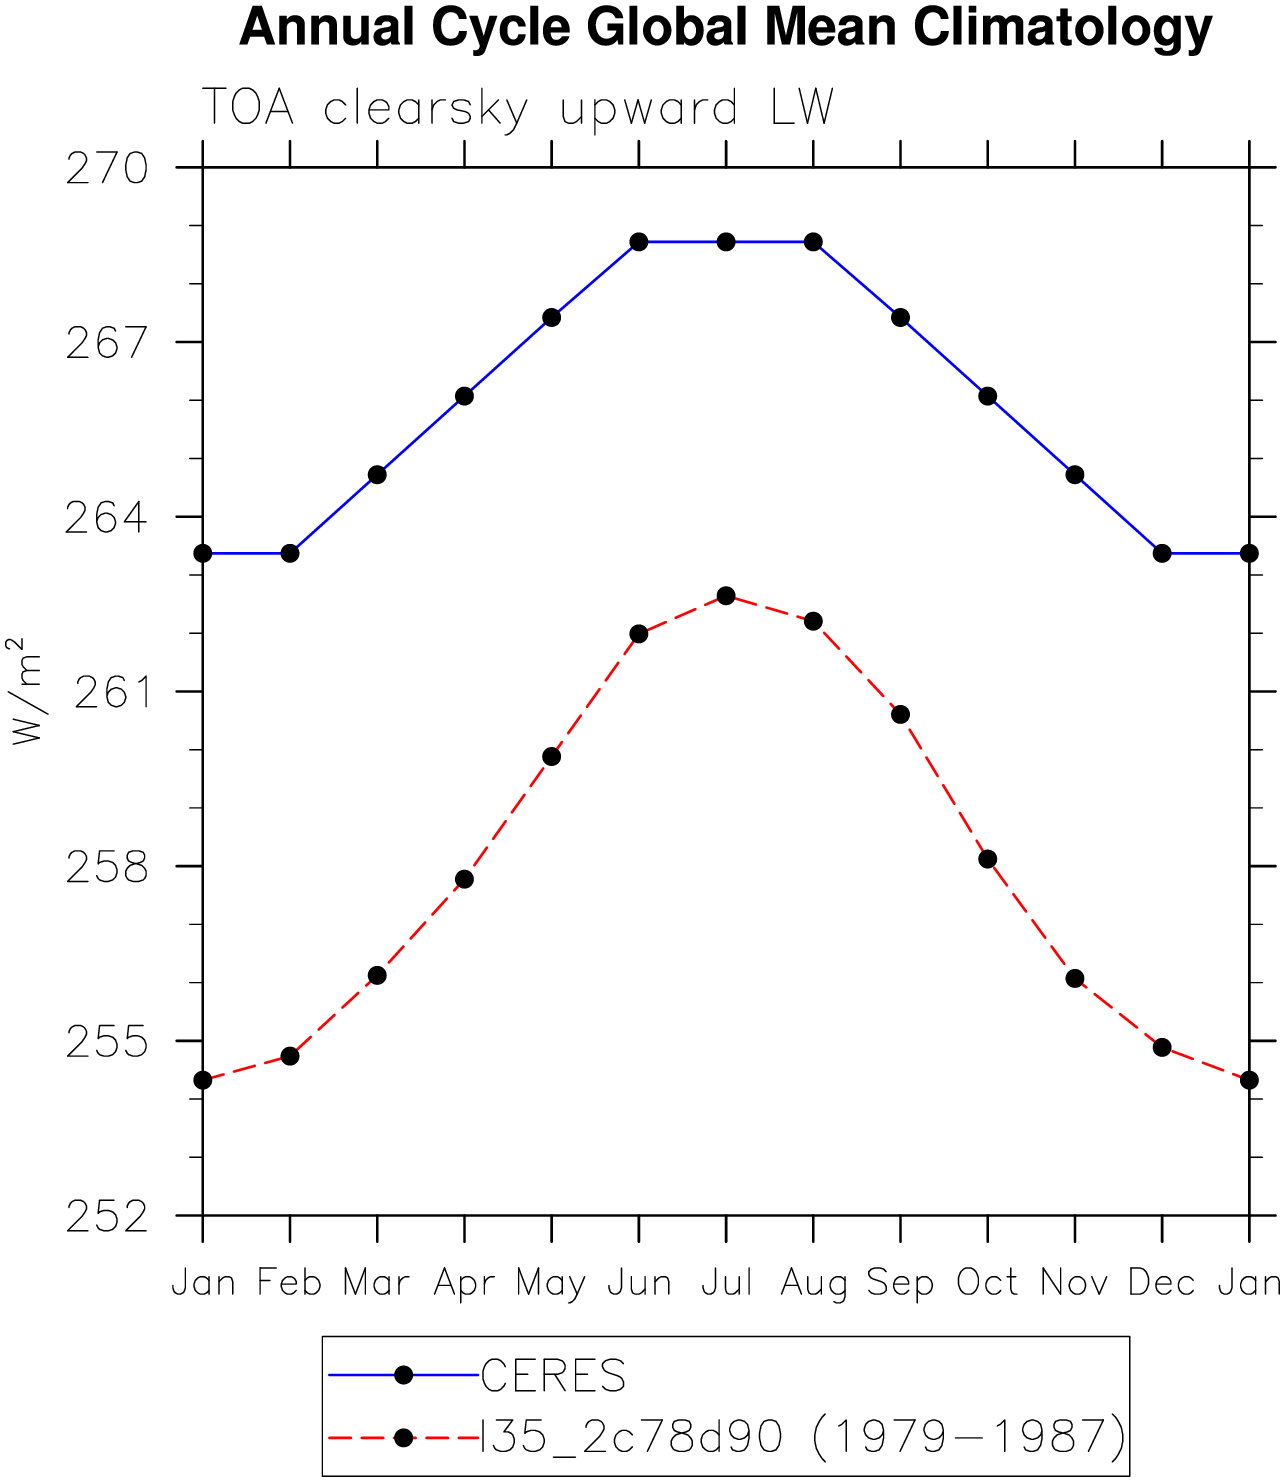 Annual Cycle Global Mean Climatology
TOA clearsky upward LW
270
267
264
261
258
255
252
W/m²
Jan Feb Mar Apr May Jun Jul Aug Sep Oct Nov Dec Jan
CERES
I35_2c78d90 (1979−1987)